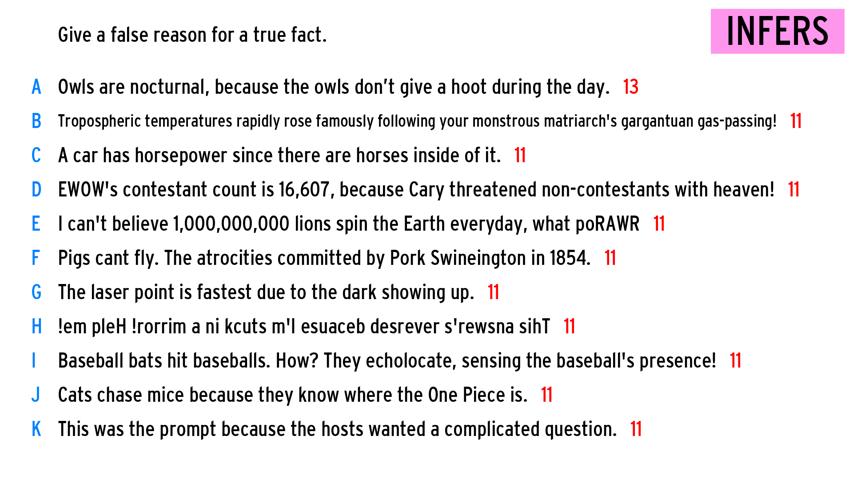 Give a false reason for a true fact.
INFERS
A Owls are nocturnal, because the owls don't give a hoot during the day. 13
B Tropospheric temperatures rapidly rose famously following your monstrous matriarch's gargantuan gas-passing! 11
C A car has horsepower since there are horses inside of it. 11
D EWOW's contestant count is 16,607, because Cary threatened non-contestants with heaven! 11
E I can't believe 1,000,000,000 lions spin the Earth everyday, what poRAWR 11
F Pigs cant fly. The atrocities committed by Pork Swineington in 1854. 11
G The laser point is fastest due to the dark showing up. 11
H !em pleH !rorrim a ni kcuts m'I esuaceb desrever s'rewsna sihT 11
I Baseball bats hit baseballs. How? They echolocate, sensing the baseball's presence! 11
J Cats chase mice because they know where the One Piece is. 11
K This was the prompt because the hosts wanted a complicated question. 11